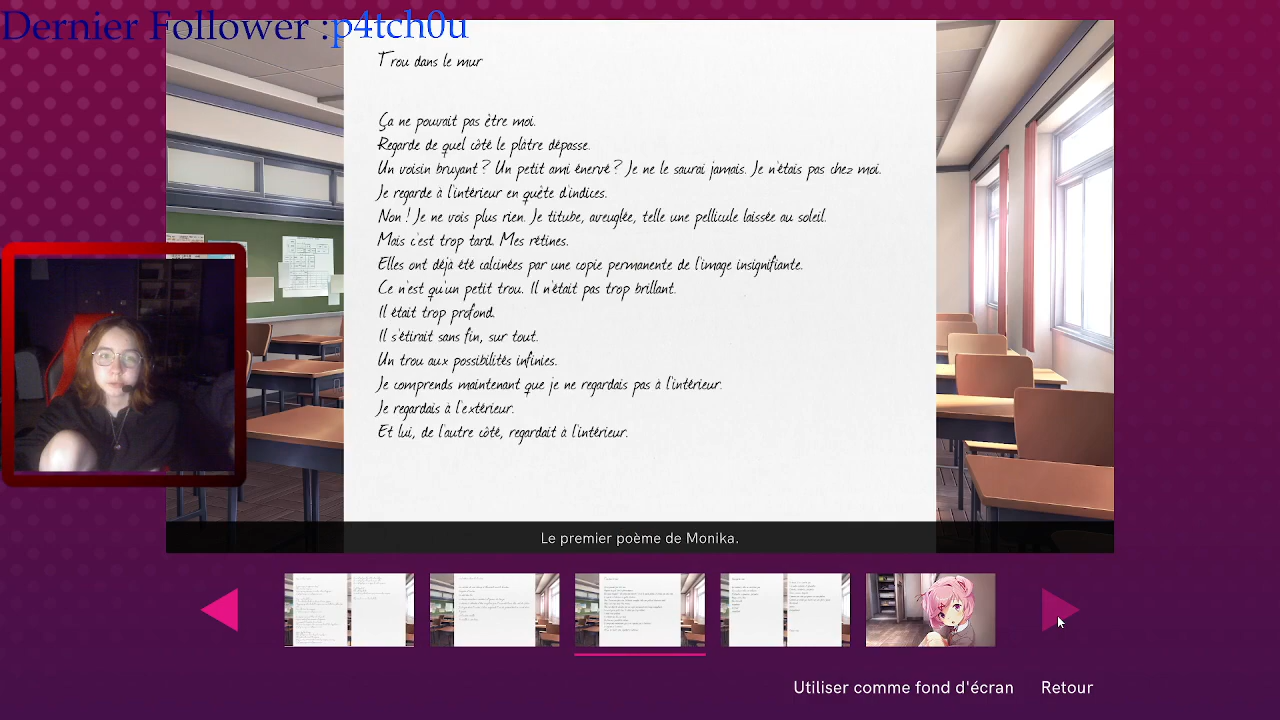 Dernier Follower :p4tch0u
Trou dans le mur
Ça ne pouvait pas être moi.
Regarde de quel côté le plâtre dépasse.
Un voisin bruyant ? Un petit ami énervé ? Je ne le saurai jamais. Je n'étais pas chez moi.
Je regarde à l'intérieur en quête d'indices.
Non ! Je ne vois plus rien. Je titube, aveuglée, telle une pellicule laissée au soleil.
Mais c'est trop tard. Mes rétines.
Elles ont déjà été calcinées par une copie permanente de l'image insignifiante.
Ce n'est qu'un petit trou. Il n'était pas trop brillant.
Il était trop profond.
Il s'étirait sans fin, sur tout.
Un trou aux possibilités infinies.
Je comprends maintenant que je ne regardais pas à l'intérieur.
Je regardais à l'extérieur.
Et lui, de l'autre côté, regardait à l'intérieur.
Le premier poème de Monika.
Utiliser comme fond d'écran
Retour